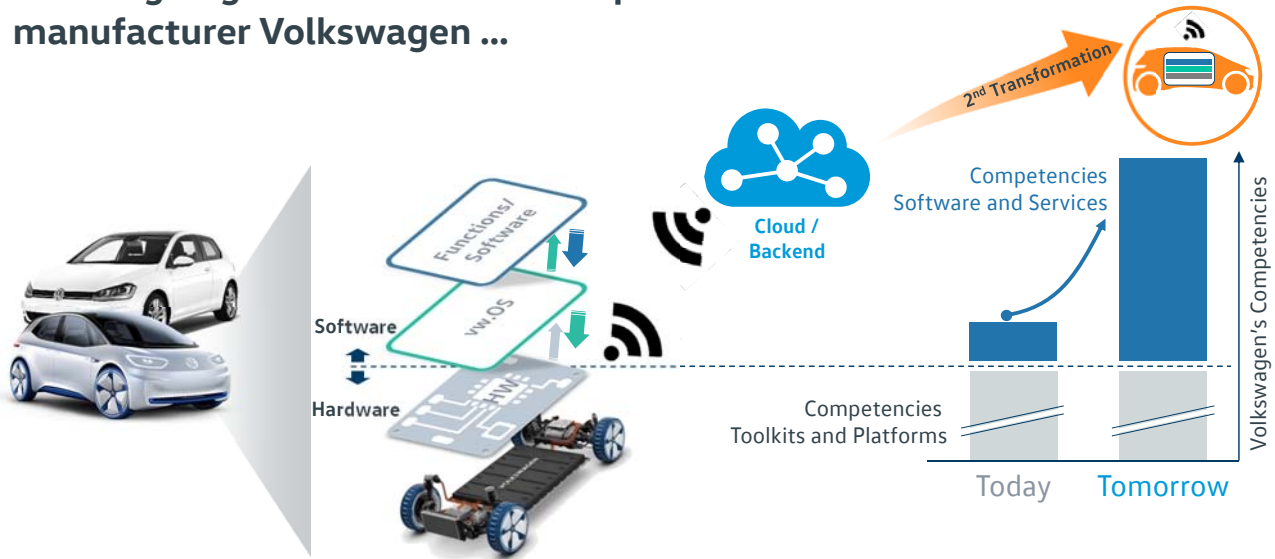 manufacturer Volkswagen ...
2nd Transformation
Functions/
Software
vw.OS
HW
VOLKSWAGEN
Software
Hardware
Cloud /
Backend
Competencies
Software and Services
Competencies
Toolkits and Platforms
Today
Tomorrow
Volkswagen's Competencies